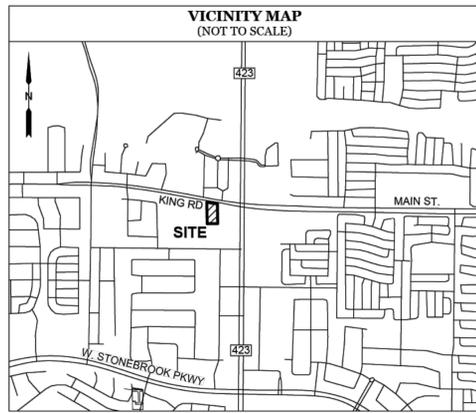 VICINITY MAP
(NOT TO SCALE)
423
N
KING RD
MAIN ST.
SITE
423
W. STONEBROOK PKWY